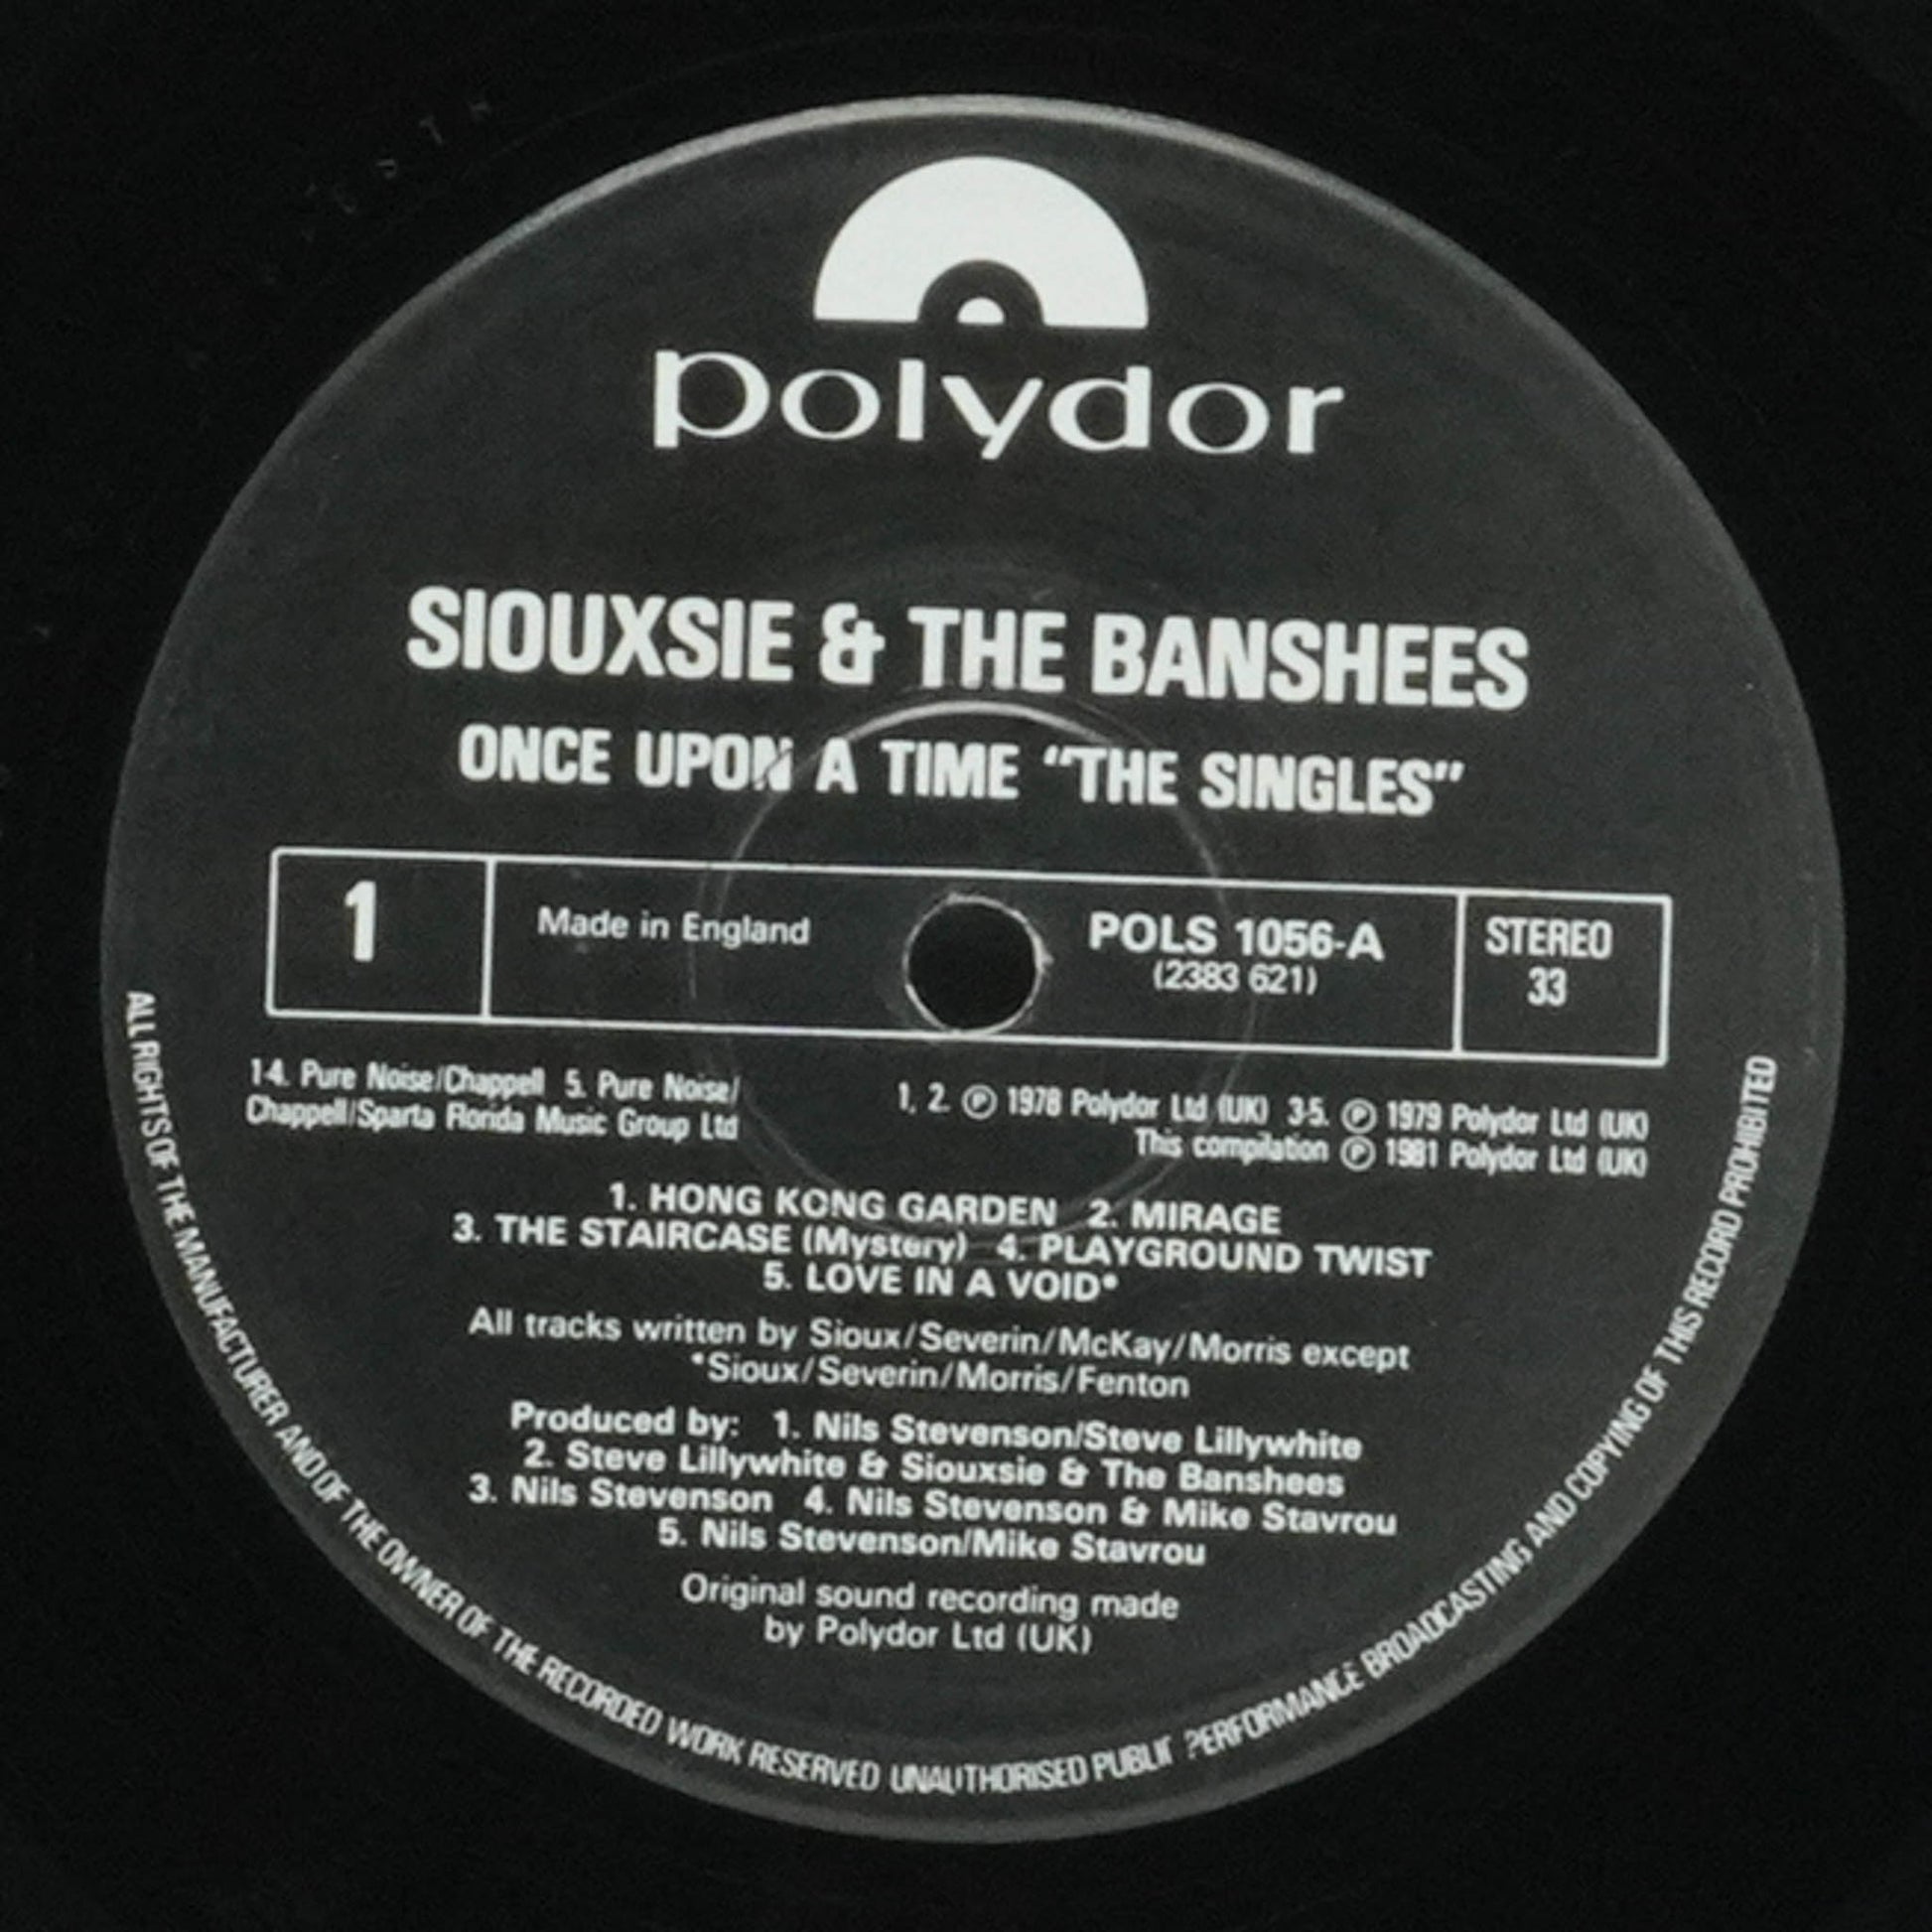 polydor
SIOUXSIE & THE BANSHEES
ONCE UPON A TIME "THE SINGLES"
1
Made in England
POLS 1056-A
(2383 621)
STEREO
33
1-4. Pure Noise/Chappell 5. Pure Noise/
Chappell/Sparta Florida Music Group Ltd
1, 2. ℗ 1978 Polydor Ltd (UK) 3-5. ℗ 1979 Polydor Ltd (UK)
This compilation ℗ 1981 Polydor Ltd (UK)
1. HONG KONG GARDEN 2. MIRAGE
3. THE STAIRCASE (Mystery) 4. PLAYGROUND TWIST
5. LOVE IN A VOID*
All tracks written by Sioux/Severin/McKay/Morris except
*Sioux/Severin/Morris/Fenton
Produced by: 1. Nils Stevenson/Steve Lillywhite
2. Steve Lillywhite & Siouxsie & The Banshees
3. Nils Stevenson 4. Nils Stevenson & Mike Stavrou
5. Nils Stevenson/Mike Stavrou
Original sound recording made
by Polydor Ltd (UK)
ALL RIGHTS OF THE MANUFACTURER AND OF THE OWNER OF THE RECORDED WORK RESERVED UNAUTHORISED PUBLIC PERFORMANCE BROADCASTING AND COPYING OF THIS RECORD PROHIBITED